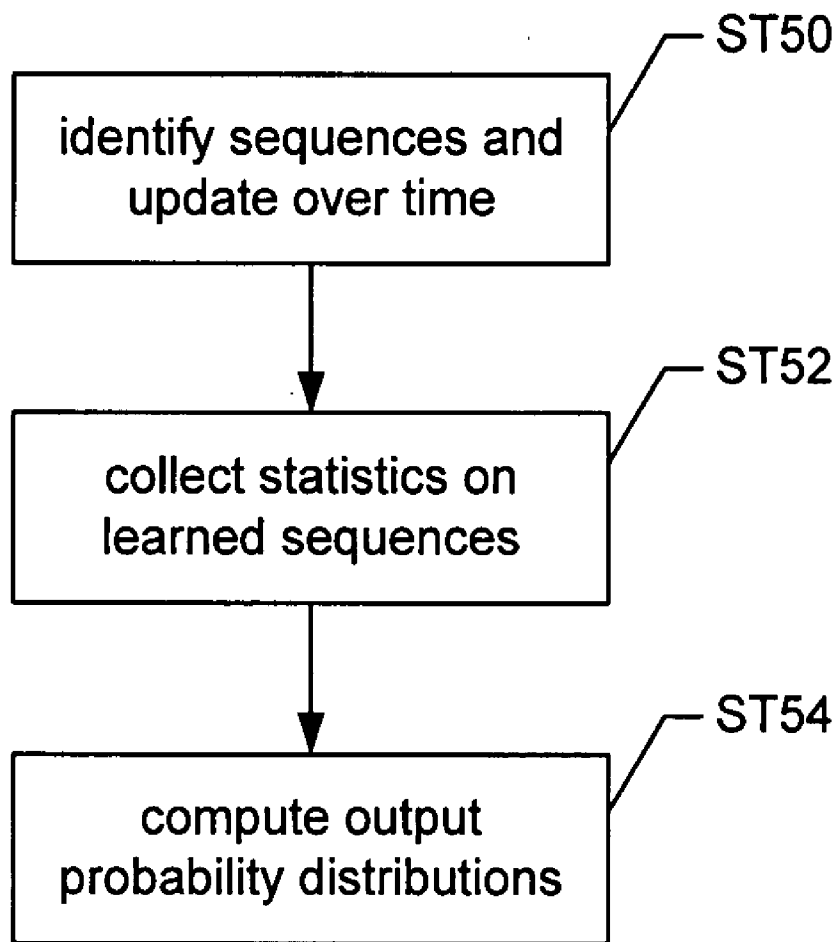 ST50
identify sequences and
update over time
ST52
collect statistics on
learned sequences
ST54
compute output
probability distributions